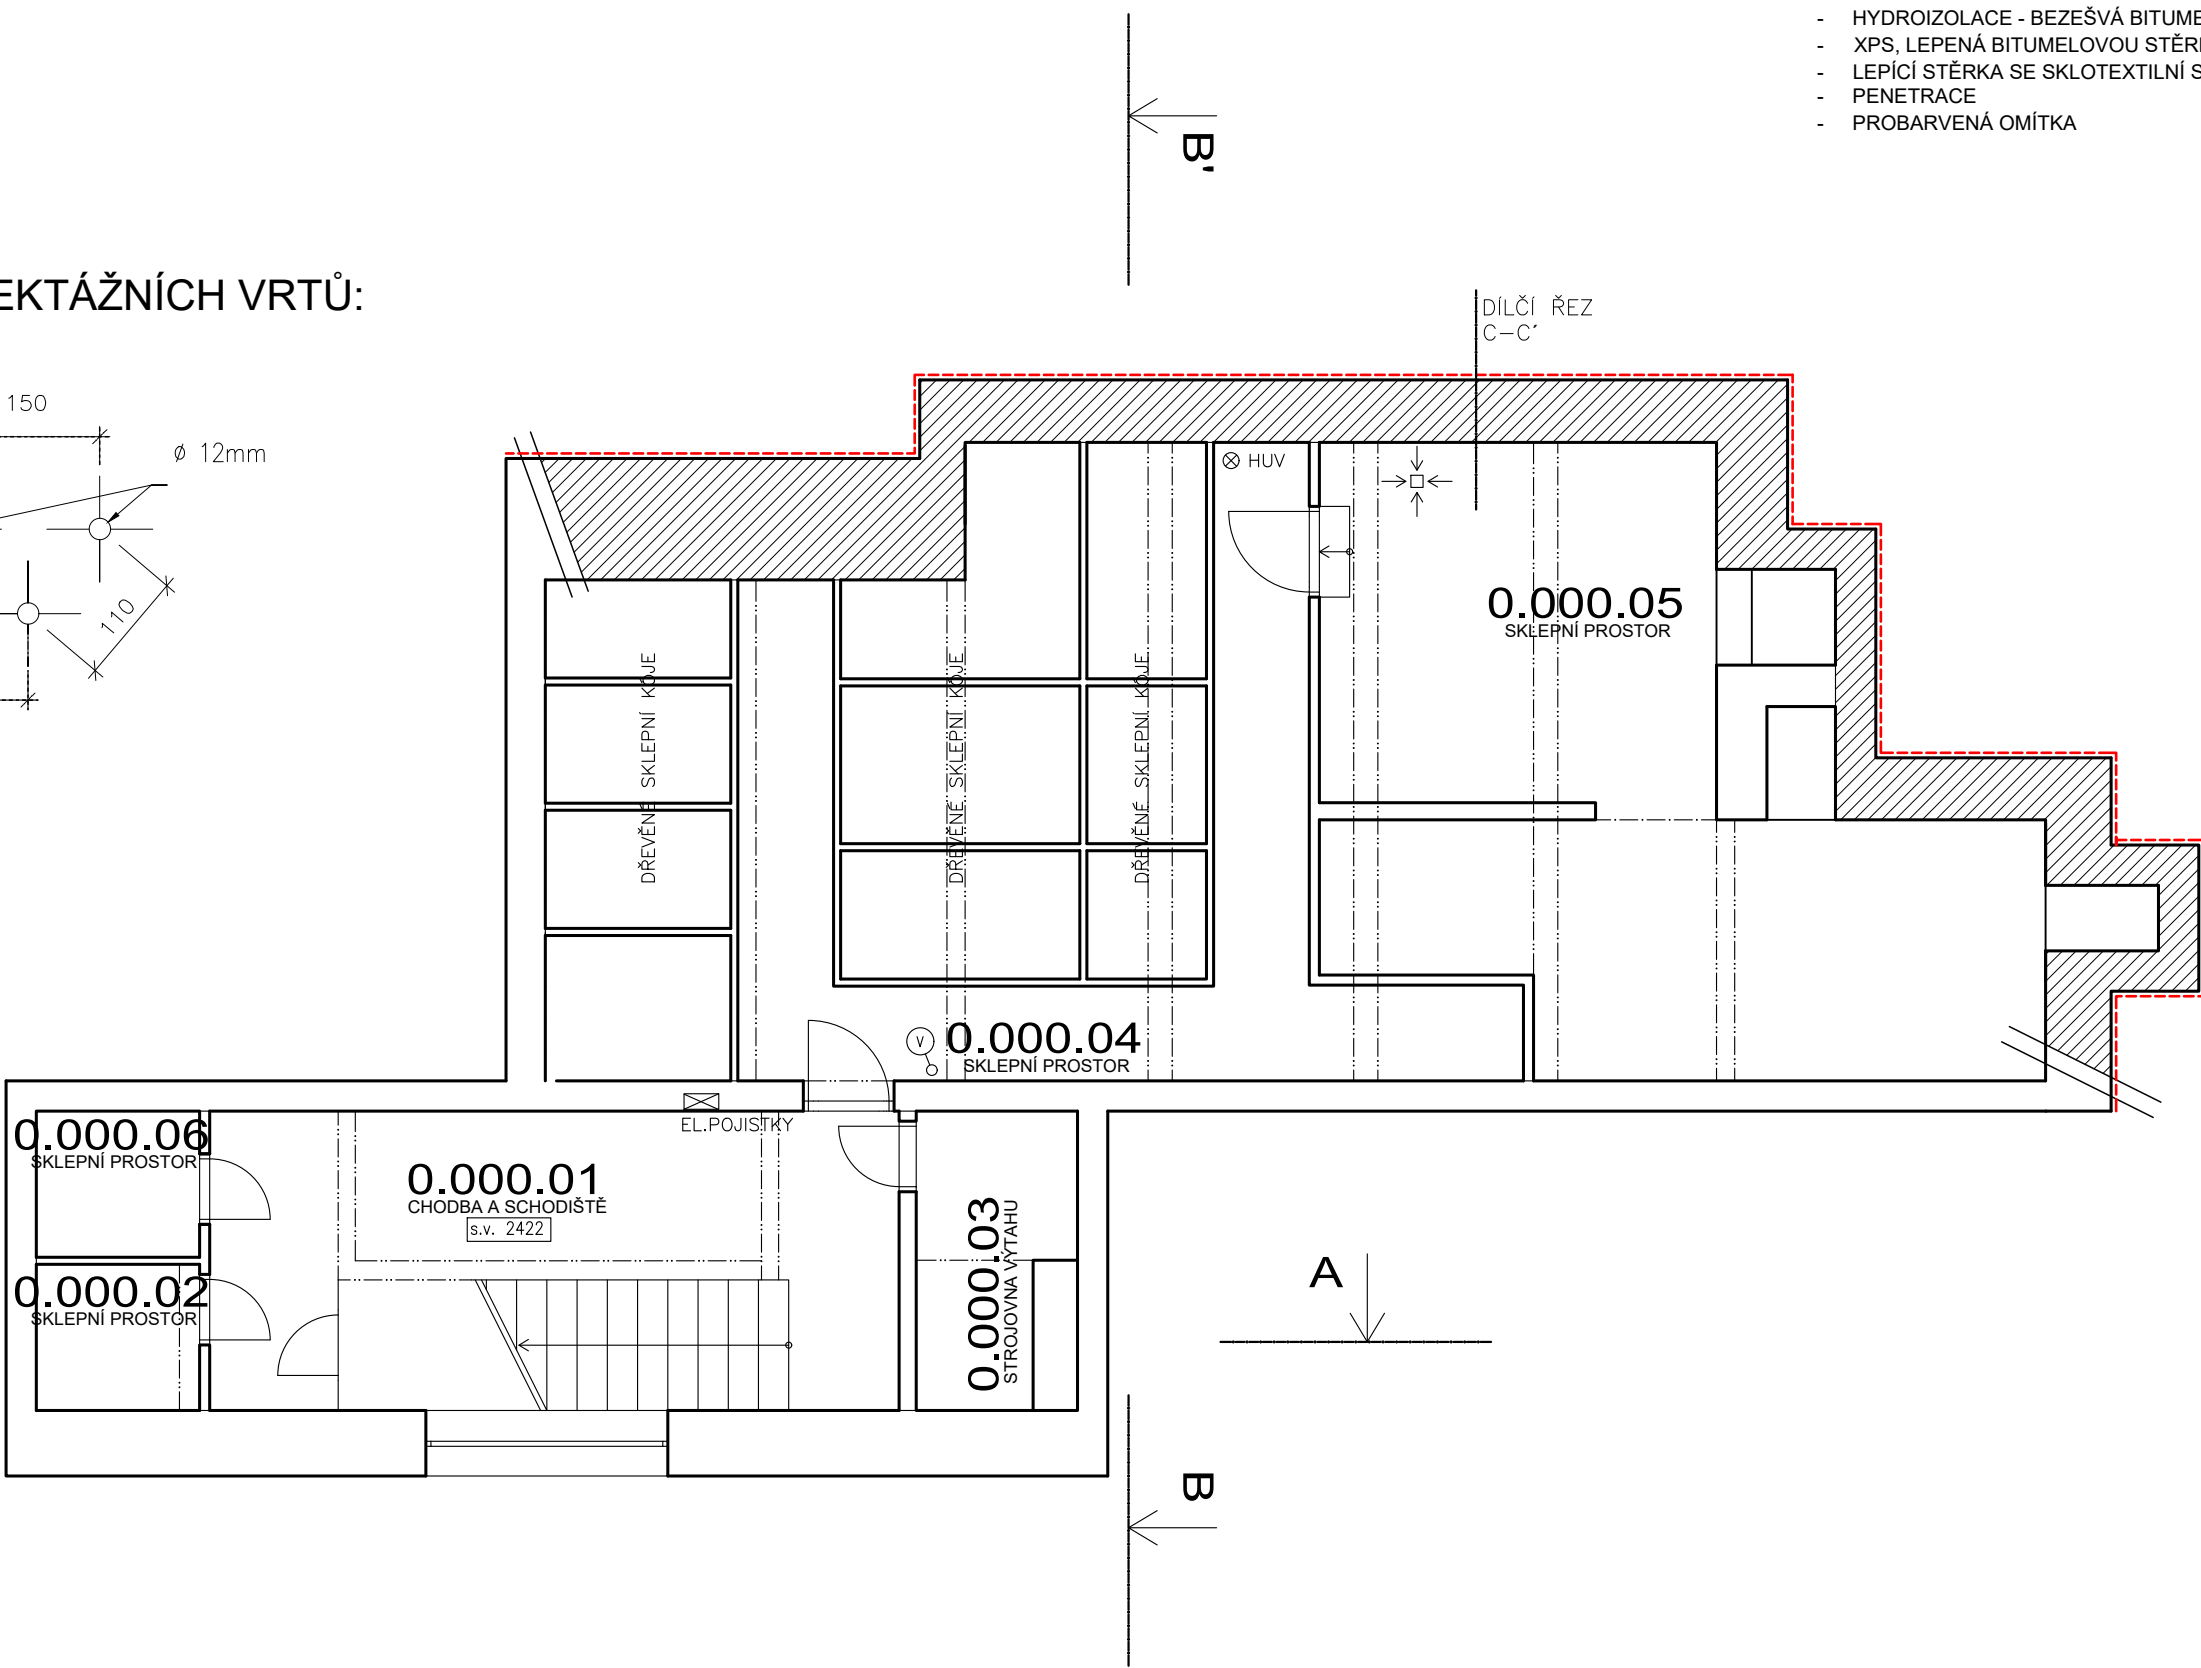 - HYDROIZOLACE - BEZEŠVÁ BITUME
- XPS, LEPENÁ BITUMELOVOU STĚR
- LEPÍCÍ STĚRKA SE SKLOTEXTILNÍ S
- PENETRACE
- PROBARVENÁ OMÍTKA
B'
EKTÁŽNÍCH VRTŮ:
DÍLČÍ ŘEZ
C-C´
150
ø 12mm
110
HUV
0.000.05
SKLEPNÍ PROSTOR
DŘEVĚNÉ SKLEPNÍ KÓJE
DŘEVĚNÉ SKLEPNÍ KÓJE
DŘEVĚNÉ SKLEPNÍ KÓJE
V
0.000.04
SKLEPNÍ PROSTOR
EL.POJISTKY
0.000.06
SKLEPNÍ PROSTOR
0.000.01
CHODBA A SCHODIŠTĚ
s.v. 2422
0.000.03
STROJOVNA VÝTAHU
0.000.02
SKLEPNÍ PROSTOR
A
B